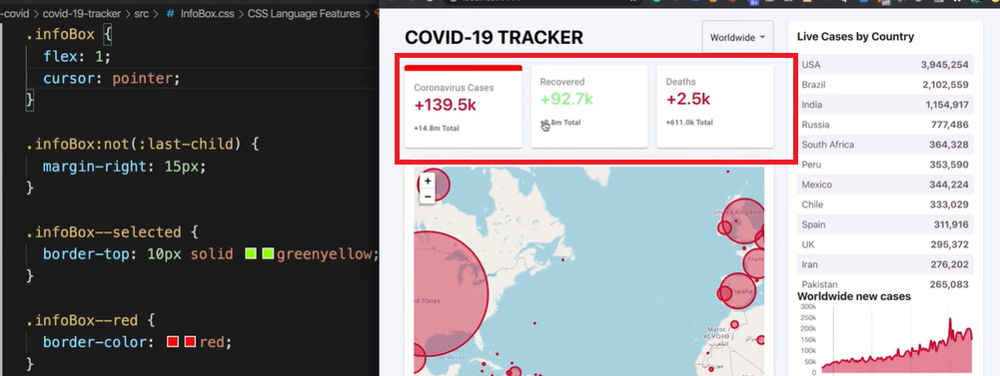 -covid › covid-19-tracker › src › # InfoBox.css › CSS Language Features ›
.infoBox {
flex: 1;
cursor: pointer;
}
.infoBox:not(:last-child) {
margin-right: 15px;
}
.infoBox--selected {
border-top: 10px solid greenyellow;
}
.infoBox--red {
border-color: red;
}
COVID-19 TRACKER
Worldwide
Coronavirus Cases
+139.5k
+14.8m Total
Recovered
+92.7k
.8m Total
Deaths
+2.5k
+611.0k Total
+
−
United Kingdom
España
Maroc /
Live Cases by Country
USA 3,945,254
Brazil 2,102,559
India 1,154,917
Russia 777,486
South Africa 364,328
Peru 353,590
Mexico 344,224
Chile 333,029
Spain 311,916
UK 295,372
Iran 276,202
Pakistan 265,083
Worldwide new cases
300k
250k
200k
150k
100k
50k
0k